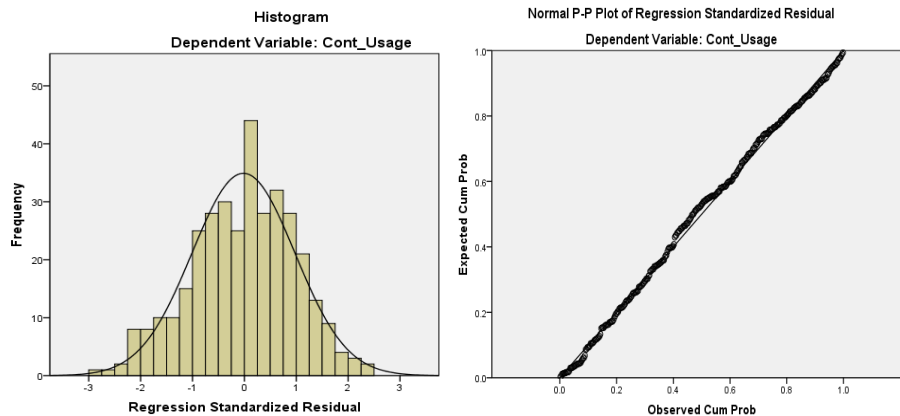 Histogram
Dependent Variable: Cont_Usage
50
40
30
20
10
0
Frequency
-3 -2 -1 0 1 2 3
Regression Standardized Residual
Normal P-P Plot of Regression Standardized Residual
Dependent Variable: Cont_Usage
1.0
0.8
0.6
0.4
0.2
0.0
Expected Cum Prob
0.0 0.2 0.4 0.6 0.8 1.0
Observed Cum Prob